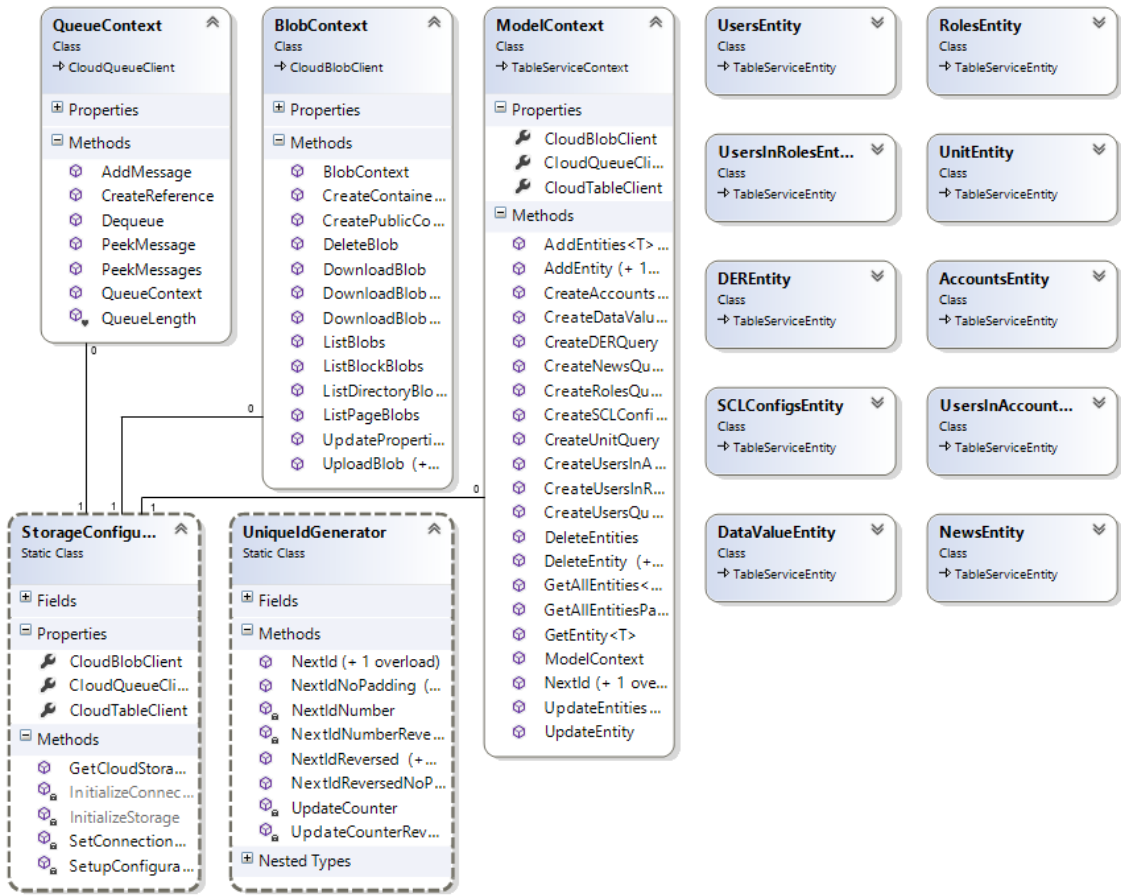 QueueContext
Class
CloudQueueClient
Properties
Methods
AddMessage
CreateReference
Dequeue
PeekMessage
PeekMessages
QueueContext
QueueLength
0
BlobContext
Class
CloudBlobClient
Properties
Methods
BlobContext
CreateContaine...
CreatePublicCo...
DeleteBlob
DownloadBlob
DownloadBlob...
DownloadBlob...
ListBlobs
ListBlockBlobs
ListDirectoryBlo...
ListPageBlobs
UpdateProperti...
UploadBlob (+...
0
ModelContext
Class
TableServiceContext
Properties
CloudBlobClient
CloudQueueCli...
CloudTableClient
Methods
AddEntities<T> ...
AddEntity (+ 1...
CreateAccounts...
CreateDataValu...
CreateDERQuery
CreateNewsQu...
CreateRolesQu...
CreateSCLConfi...
CreateUnitQuery
CreateUsersInA...
CreateUsersInR...
CreateUsersQu...
DeleteEntities
DeleteEntity (+...
GetAllEntities<...
GetAllEntitiesPa...
GetEntity<T>
ModelContext
NextId (+ 1 ove...
UpdateEntities...
UpdateEntity
0
UsersEntity
Class
TableServiceEntity
RolesEntity
Class
TableServiceEntity
UsersInRolesEnt...
Class
TableServiceEntity
UnitEntity
Class
TableServiceEntity
DEREntity
Class
TableServiceEntity
AccountsEntity
Class
TableServiceEntity
SCLConfigsEntity
Class
TableServiceEntity
UsersInAccount...
Class
TableServiceEntity
DataValueEntity
Class
TableServiceEntity
NewsEntity
Class
TableServiceEntity
1
1
1
StorageConfigu...
Static Class
Fields
Properties
CloudBlobClient
CloudQueueCli...
CloudTableClient
Methods
GetCloudStora...
InitializeConnec...
InitializeStorage
SetConnection...
SetupConfigura...
UniqueIdGenerator
Static Class
Fields
Methods
NextId (+ 1 overload)
NextIdNoPadding (...
NextIdNumber
NextIdNumberReve...
NextIdReversed (+...
NextIdReversedNoP...
UpdateCounter
UpdateCounterRev...
Nested Types